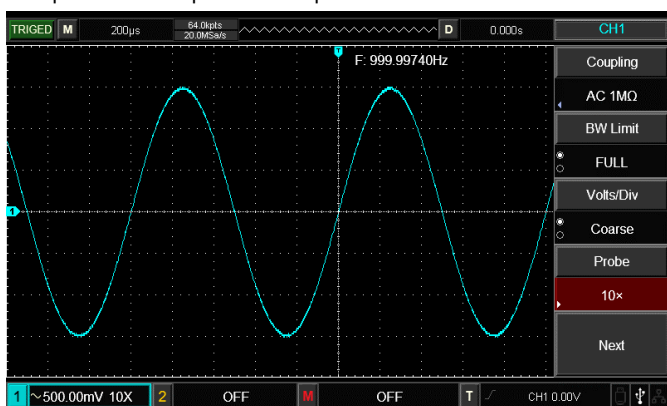 TRIGED M 200μs 64.0kpts D 0.000s CH1
20.0MSa/s
T
F: 999.99740Hz
Coupling
AC 1MΩ
BW Limit
FULL
Volts/Div
1
Coarse
Probe
10×
Next
1 ~500.00mV 10X 2 OFF M OFF T CH1 0.00V